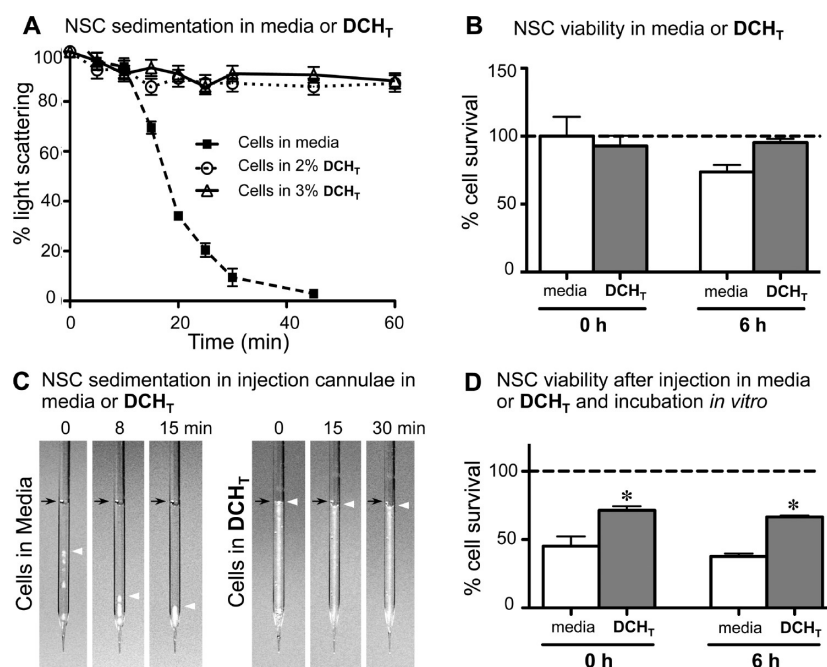 A NSC sedimentation in media or DCHT
% light scattering
100
80
60
40
20
0
Cells in media
Cells in 2% DCHT
Cells in 3% DCHT
0 20 40 60
Time (min)
B NSC viability in media or DCHT
% cell survival
150
100
50
0
media DCHT media DCHT
0 h 6 h
C NSC sedimentation in injection cannulae in
media or DCHT
0 8 15 min
Cells in Media
0 15 30 min
Cells in DCHT
D NSC viability after injection in media
or DCHT and incubation in vitro
% cell survival
100
50
0
* *
media DCHT media DCHT
0 h 6 h